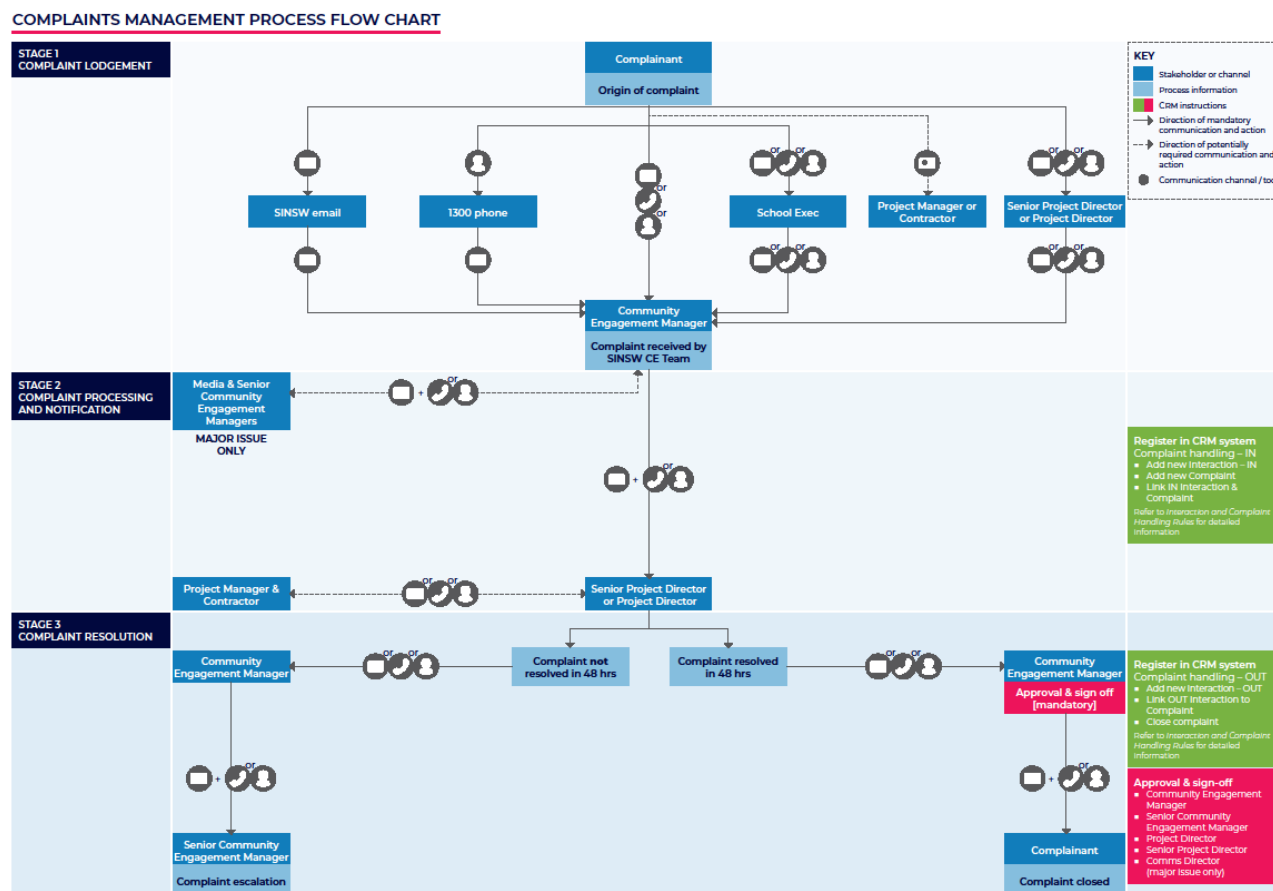 COMPLAINTS MANAGEMENT PROCESS FLOW CHART
STAGE 1
COMPLAINT LODGEMENT
Complainant
Origin of complaint
KEY
Stakeholder or channel
Process information
CRM instructions
Direction of mandatory
communication and action
Direction of potentially
required communication and
action
Communication channel / too
or
or
or
or
or
or
SINSW email
1300 phone
School Exec
Project Manager or
Contractor
Senior Project Director
or Project Director
or
or
or
or
Community
Engagement Manager
Complaint received by
SINSW CE Team
STAGE 2
COMPLAINT PROCESSING
AND NOTIFICATION
Media & Senior
Community
Engagement
Managers
MAJOR ISSUE
ONLY
+
or
+
or
Register in CRM system
Complaint handling – IN
Add new Interaction – IN
Add new Complaint
Link IN Interaction &
Complaint
Refer to Interaction and Complaint
Handling Rules for detailed
information
Project Manager &
Contractor
or
or
Senior Project Director
or Project Director
STAGE 3
COMPLAINT RESOLUTION
Community
Engagement Manager
or
or
Complaint not
resolved in 48 hrs
Complaint resolved
in 48 hrs
or
or
Community
Engagement Manager
Approval & sign off
[mandatory]
Register in CRM system
Complaint handling – OUT
Add new Interaction – OUT
Link OUT Interaction to
Complaint
Close complaint
Refer to Interaction and Complaint
Handling Rules for detailed
information
+
or
+
or
Approval & sign-off
Community Engagement
Manager
Senior Community
Engagement Manager
Project Director
Senior Project Director
Comms Director
(major issue only)
Senior Community
Engagement Manager
Complaint escalation
Complainant
Complaint closed